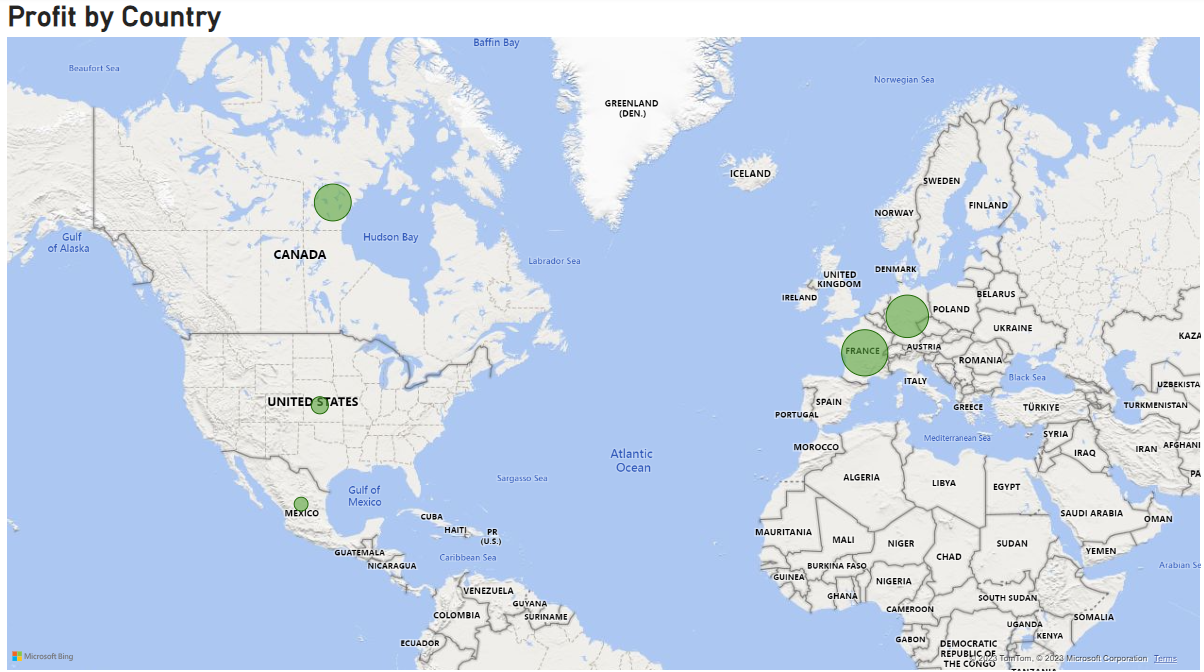 Profit by Country
Baffin Bay
Beaufort Sea
Norwegian Sea
GREENLAND
(DEN.)
ICELAND
SWEDEN
FINLAND
NORWAY
Gulf
of Alaska
Hudson Bay
CANADA
Labrador Sea
DENMARK
UNITED
KINGDOM
IRELAND
BELARUS
POLAND
UKRAINE
KAZA
FRANCE
AUSTRIA
ROMANIA
ITALY
Black Sea
UZBEKISTA
UNITED STATES
SPAIN
PORTUGAL
GREECE
TÜRKIYE
TURKMENISTAN
SYRIA
Mediterranean Sea
MOROCCO
IRAQ
IRAN
AFGHANI
Atlantic
Ocean
PA
Sargasso Sea
ALGERIA
LIBYA
EGYPT
Gulf of
Mexico
MEXICO
CUBA
HAITI
PR
(U.S.)
SAUDI ARABIA
OMAN
MAURITANIA
MALI
NIGER
CHAD
SUDAN
YEMEN
GUATEMALA
NICARAGUA
Caribbean Sea
BURKINA FASO
Arabian Se
GUINEA
NIGERIA
VENEZUELA
GUYANA
SURINAME
COLOMBIA
GHANA
CAMEROON
SOUTH SUDAN
SOMALIA
UGANDA
KENYA
ECUADOR
GABON
DEMOCRATIC
REPUBLIC OF
THE CONGO
Microsoft Bing
© 2023 TomTom, © 2023 Microsoft Corporation Terms
TANZANIA